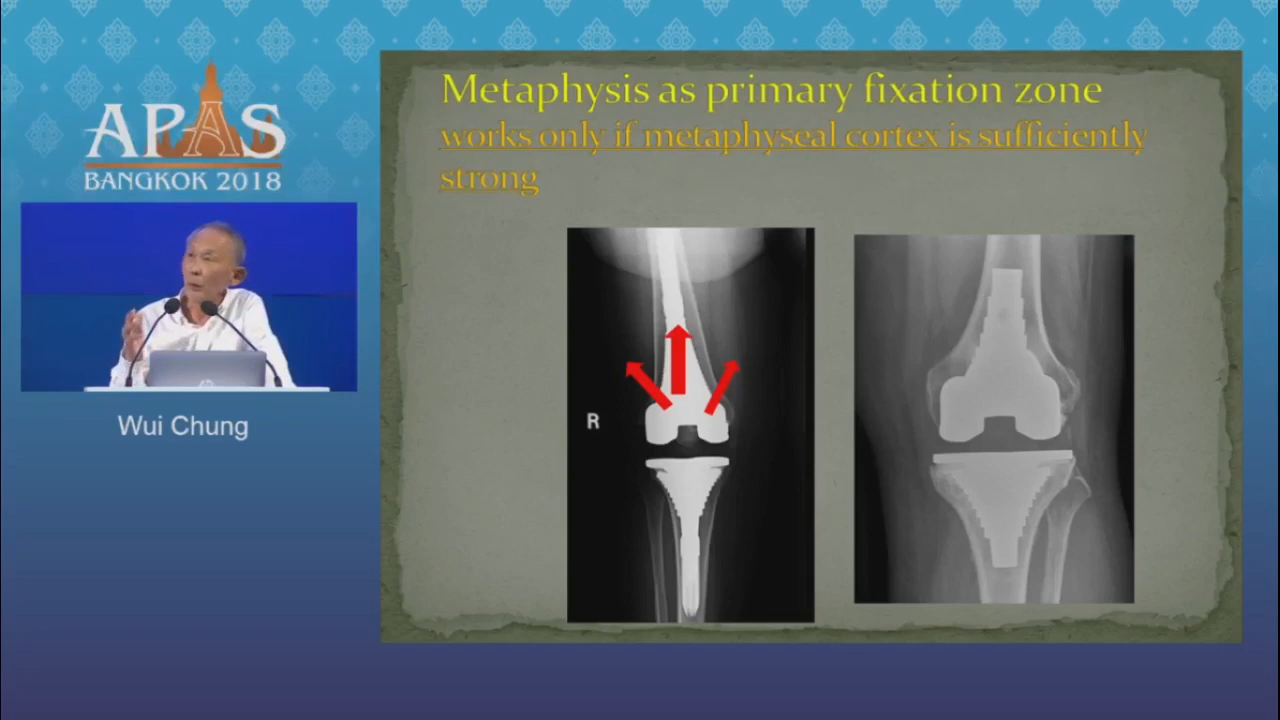 APAS
BANGKOK 2018
Wui Chung
Metaphysis as primary fixation zone
works only if metaphyseal cortex is sufficiently
strong
R